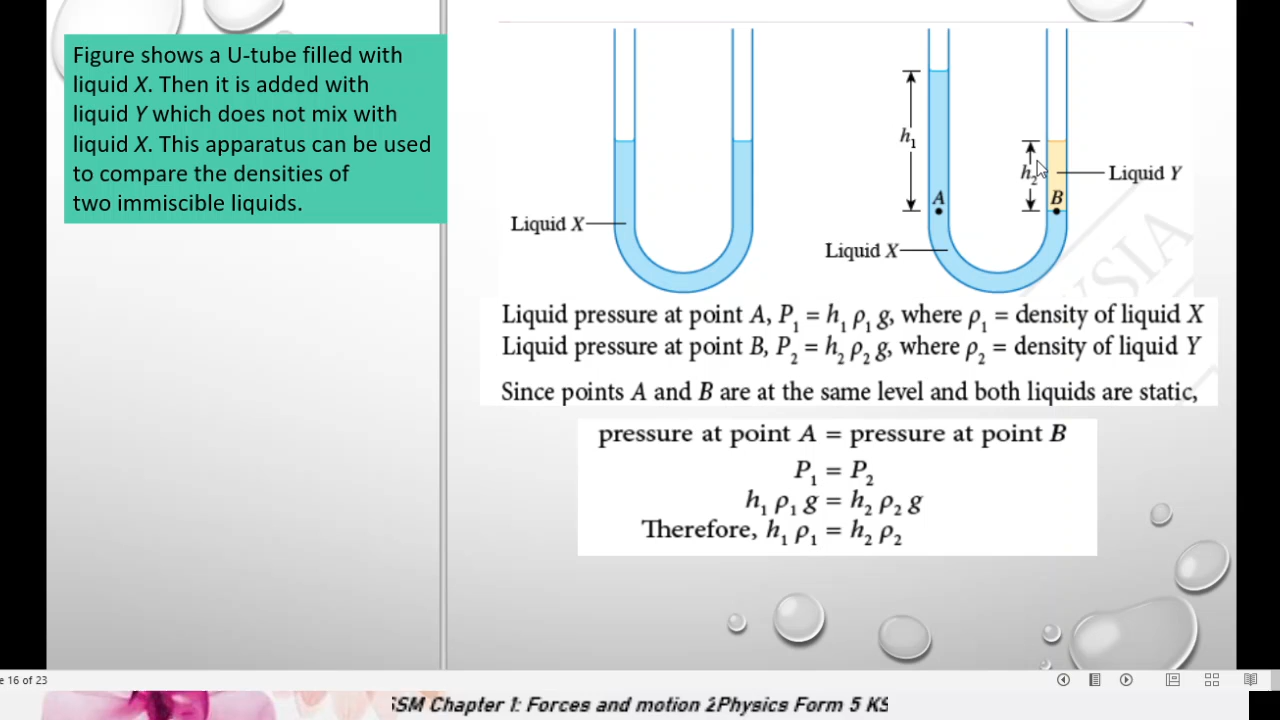 Figure shows a U-tube filled with
liquid X. Then it is added with
liquid Y which does not mix with
liquid X. This apparatus can be used
to compare the densities of
two immiscible liquids.
Liquid X
h₁
A
h₂
B
Liquid Y
Liquid X
Liquid pressure at point A, P₁ = h₁ ρ₁ g, where ρ₁ = density of liquid X
Liquid pressure at point B, P₂ = h₂ ρ₂ g, where ρ₂ = density of liquid Y
Since points A and B are at the same level and both liquids are static,
pressure at point A = pressure at point B
P₁ = P₂
h₁ ρ₁ g = h₂ ρ₂ g
Therefore, h₁ ρ₁ = h₂ ρ₂
16 of 23
SSM Chapter 1: Forces and motion 2Physics Form 5 KS